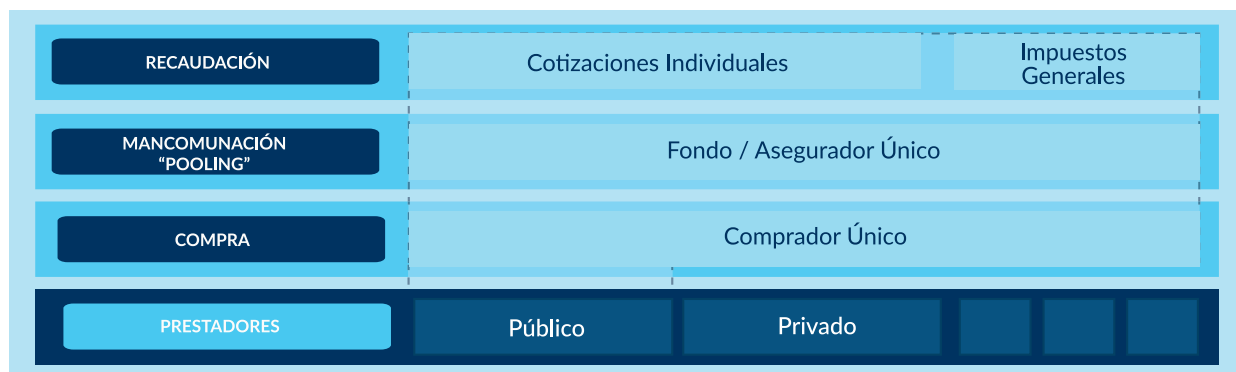 RECAUDACIÓN
Cotizaciones Individuales
Impuestos
Generales
MANCOMUNACIÓN
“POOLING”
Fondo / Asegurador Único
COMPRA
Comprador Único
PRESTADORES
Público
Privado